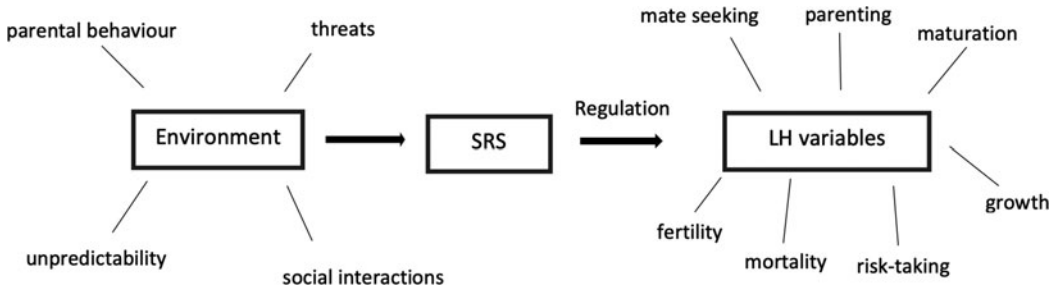 mate seeking
parenting
parental behaviour
threats
maturation
Regulation
Environment
SRS
LH variables
growth
fertility
unpredictability
mortality
risk-taking
social interactions